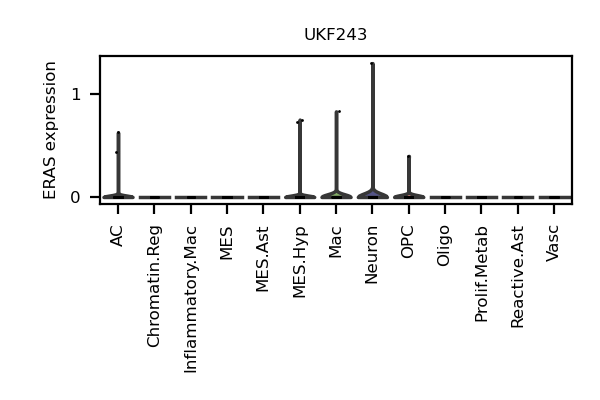 UKF243
ERAS expression
1
0
AC
Chromatin.Reg
Inflammatory.Mac
MES
MES.Ast
MES.Hyp
Mac
Neuron
OPC
Oligo
Prolif.Metab
Reactive.Ast
Vasc